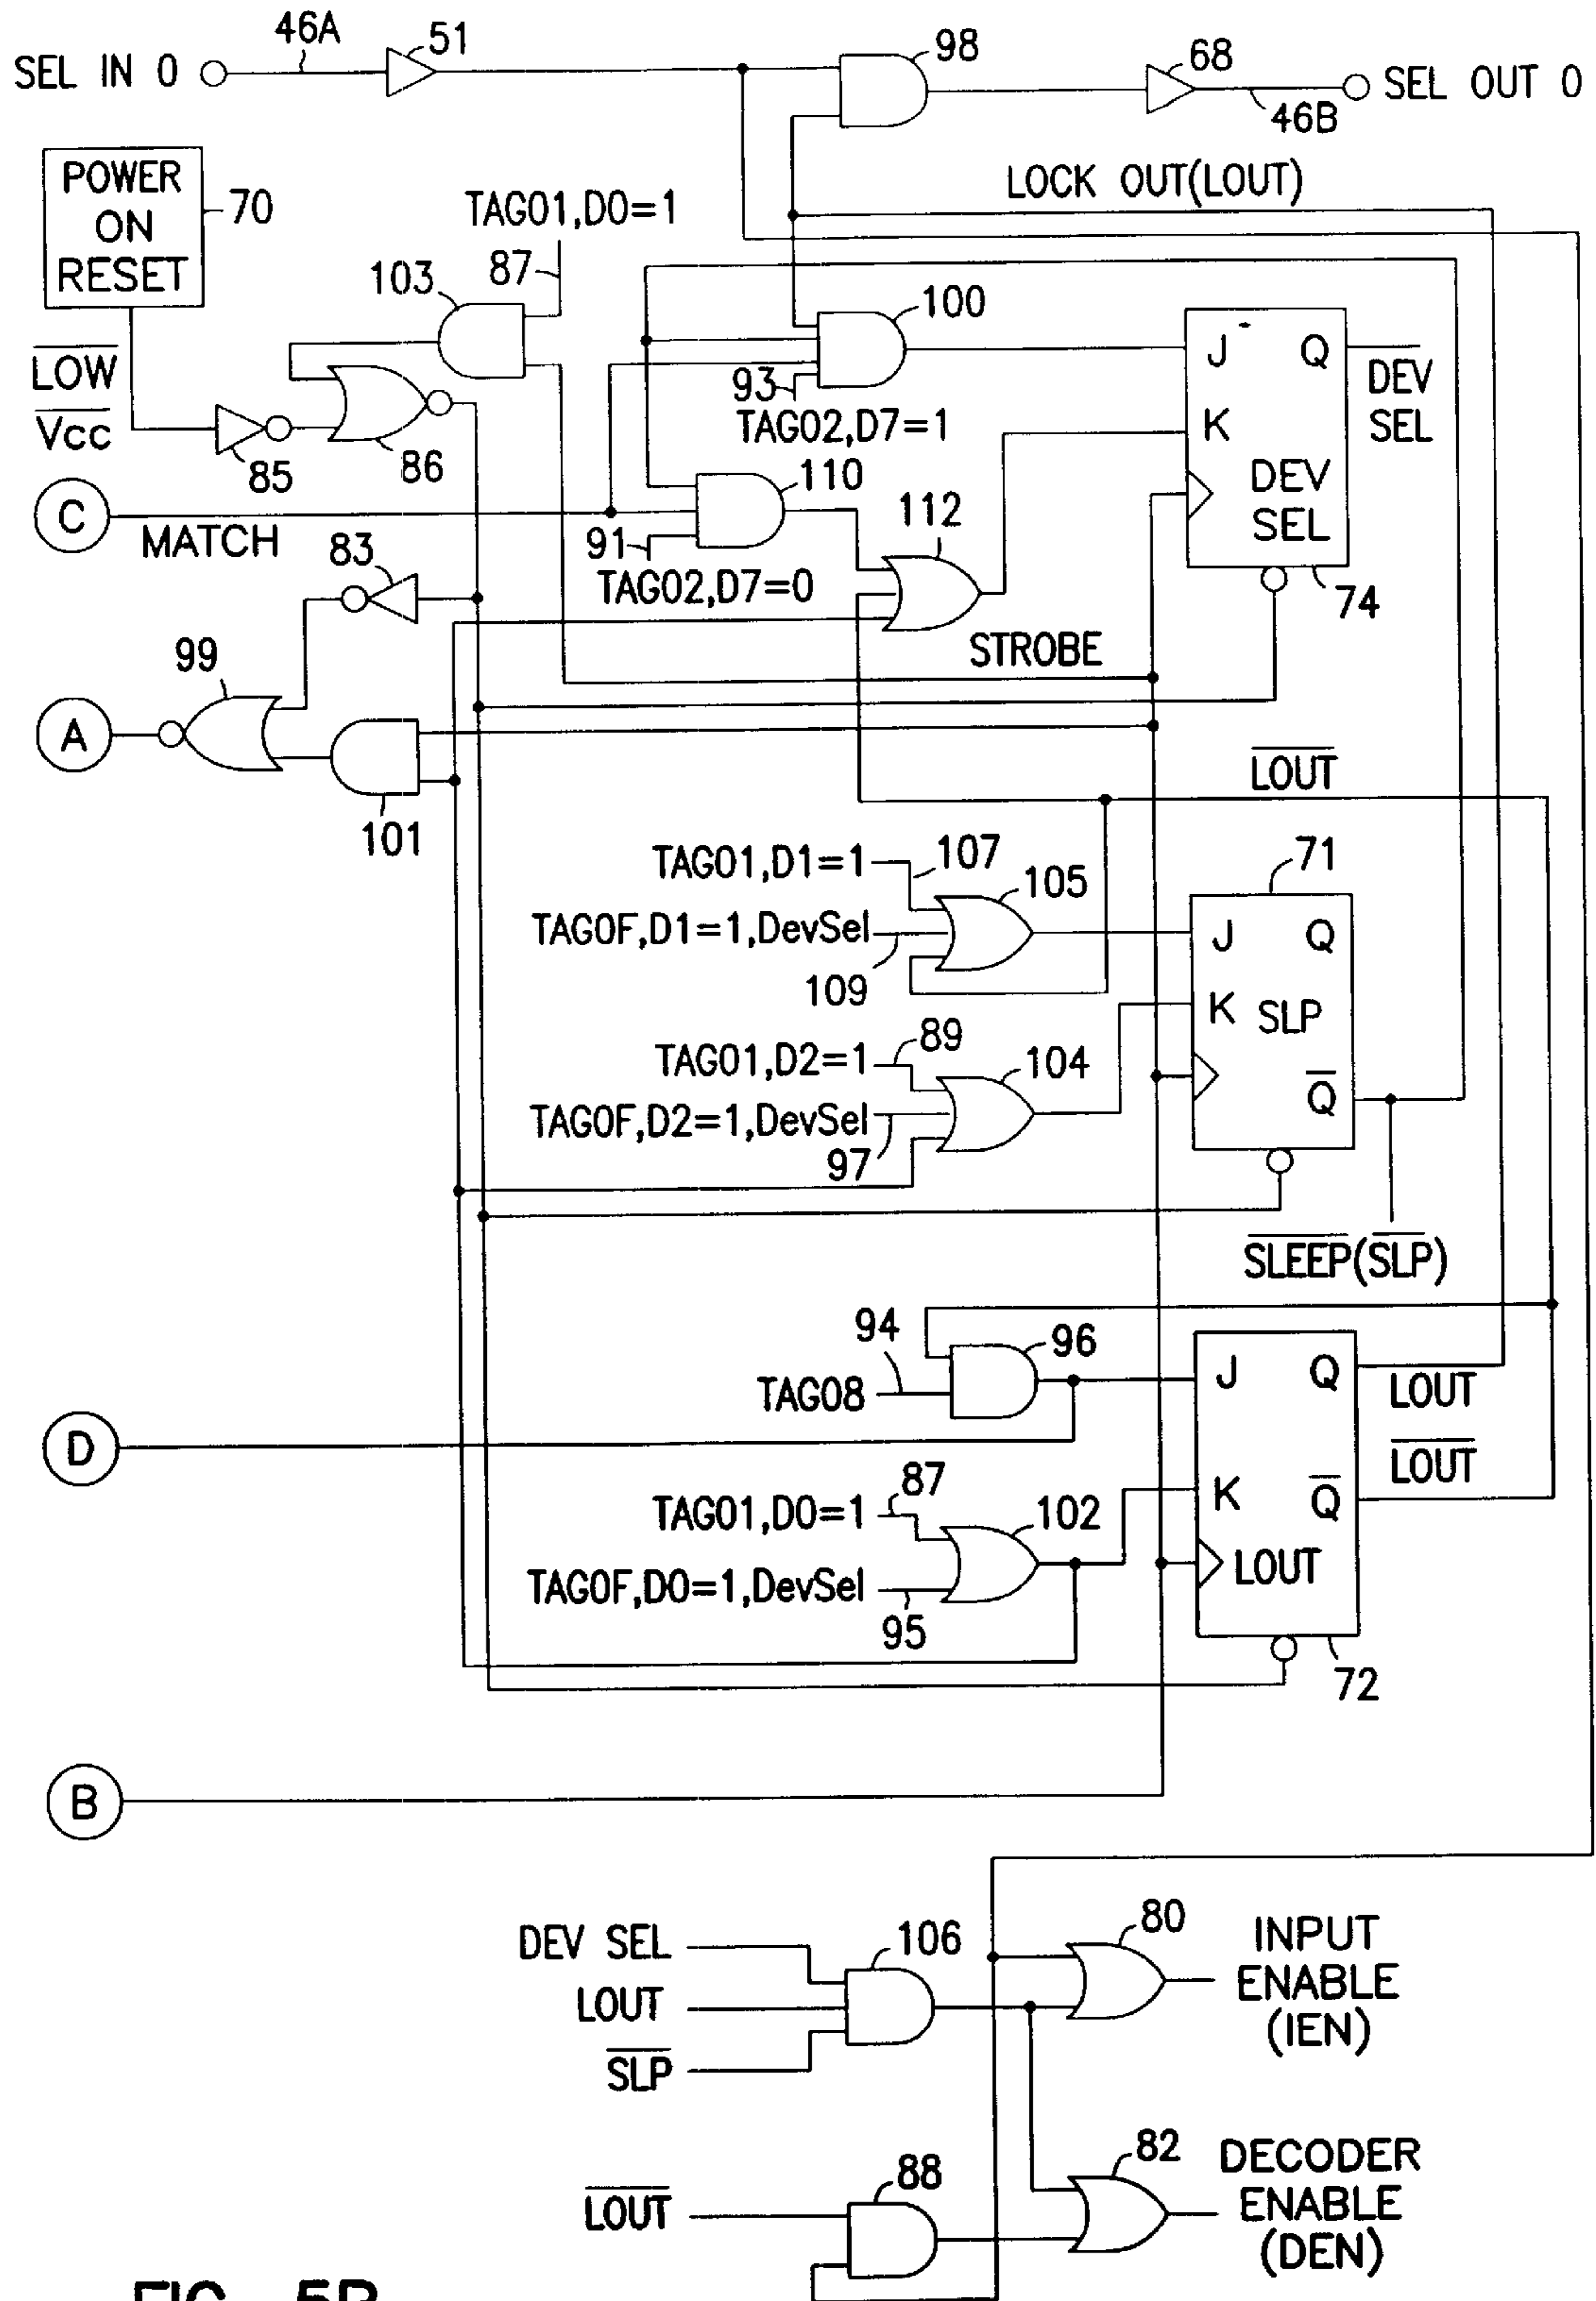 46A
51
98
68
SEL IN 0
SEL OUT 0
46B
POWER
ON
RESET
70
LOCK OUT(LOUT)
TAG01,D0=1
87
103
100
J
Q
DEV
SEL
K
DEV
SEL
74
LOW
Vcc
85
86
93
TAG02,D7=1
C
MATCH
110
112
91
TAG02,D7=0
83
99
STROBE
A
101
LOUT
TAG01,D1=1
107
105
71
TAG0F,D1=1,DevSel
109
J
Q
K
SLP
Q
TAG01,D2=1
89
104
TAG0F,D2=1,DevSel
97
SLEEP(SLP)
94
96
TAG08
J
Q
LOUT
D
LOUT
K
Q
TAG01,D0=1
87
102
LOUT
TAG0F,D0=1,DevSel
95
72
B
DEV SEL
106
80
INPUT
ENABLE
(IEN)
LOUT
SLP
88
82
DECODER
ENABLE
(DEN)
LOUT